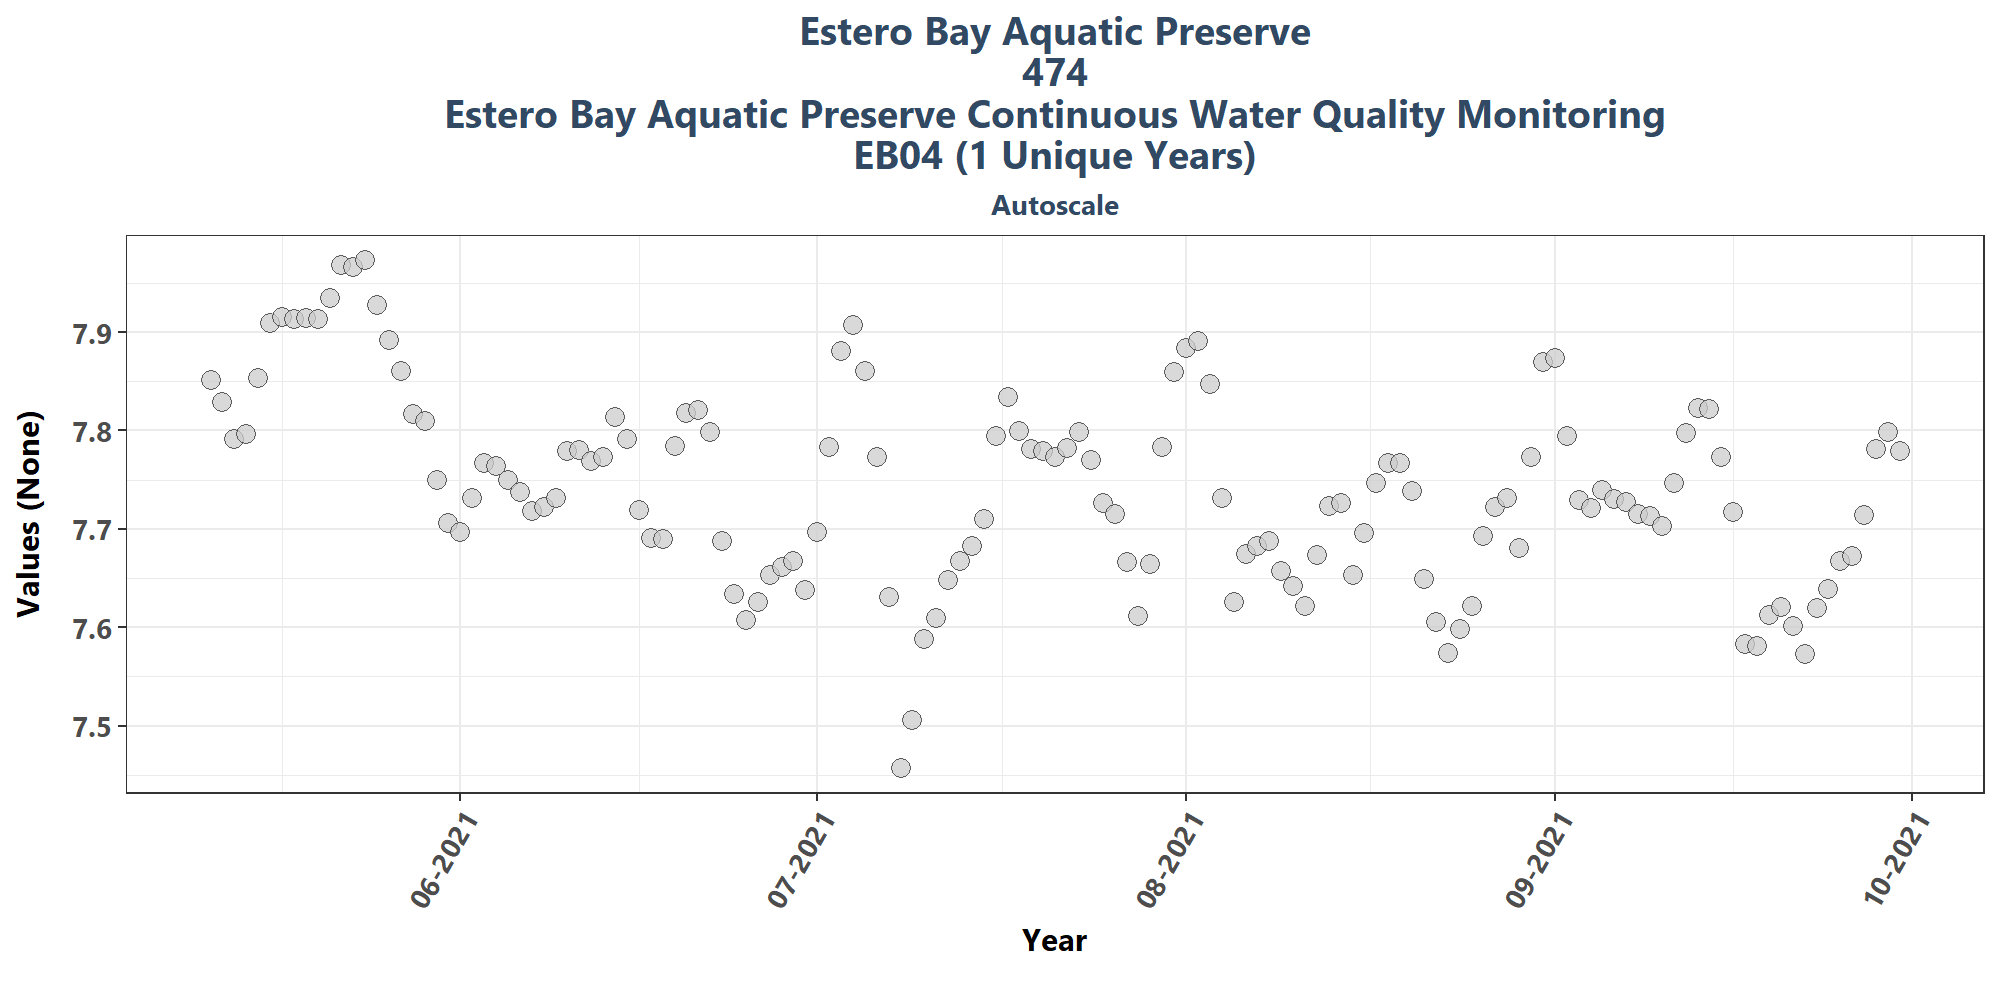 Estero Bay Aquatic Preserve
474
Estero Bay Aquatic Preserve Continuous Water Quality Monitoring
EB04 (1 Unique Years)
Autoscale
Values (None)
7.9
7.8
7.7
7.6
7.5
06-2021
07-2021
08-2021
09-2021
10-2021
Year